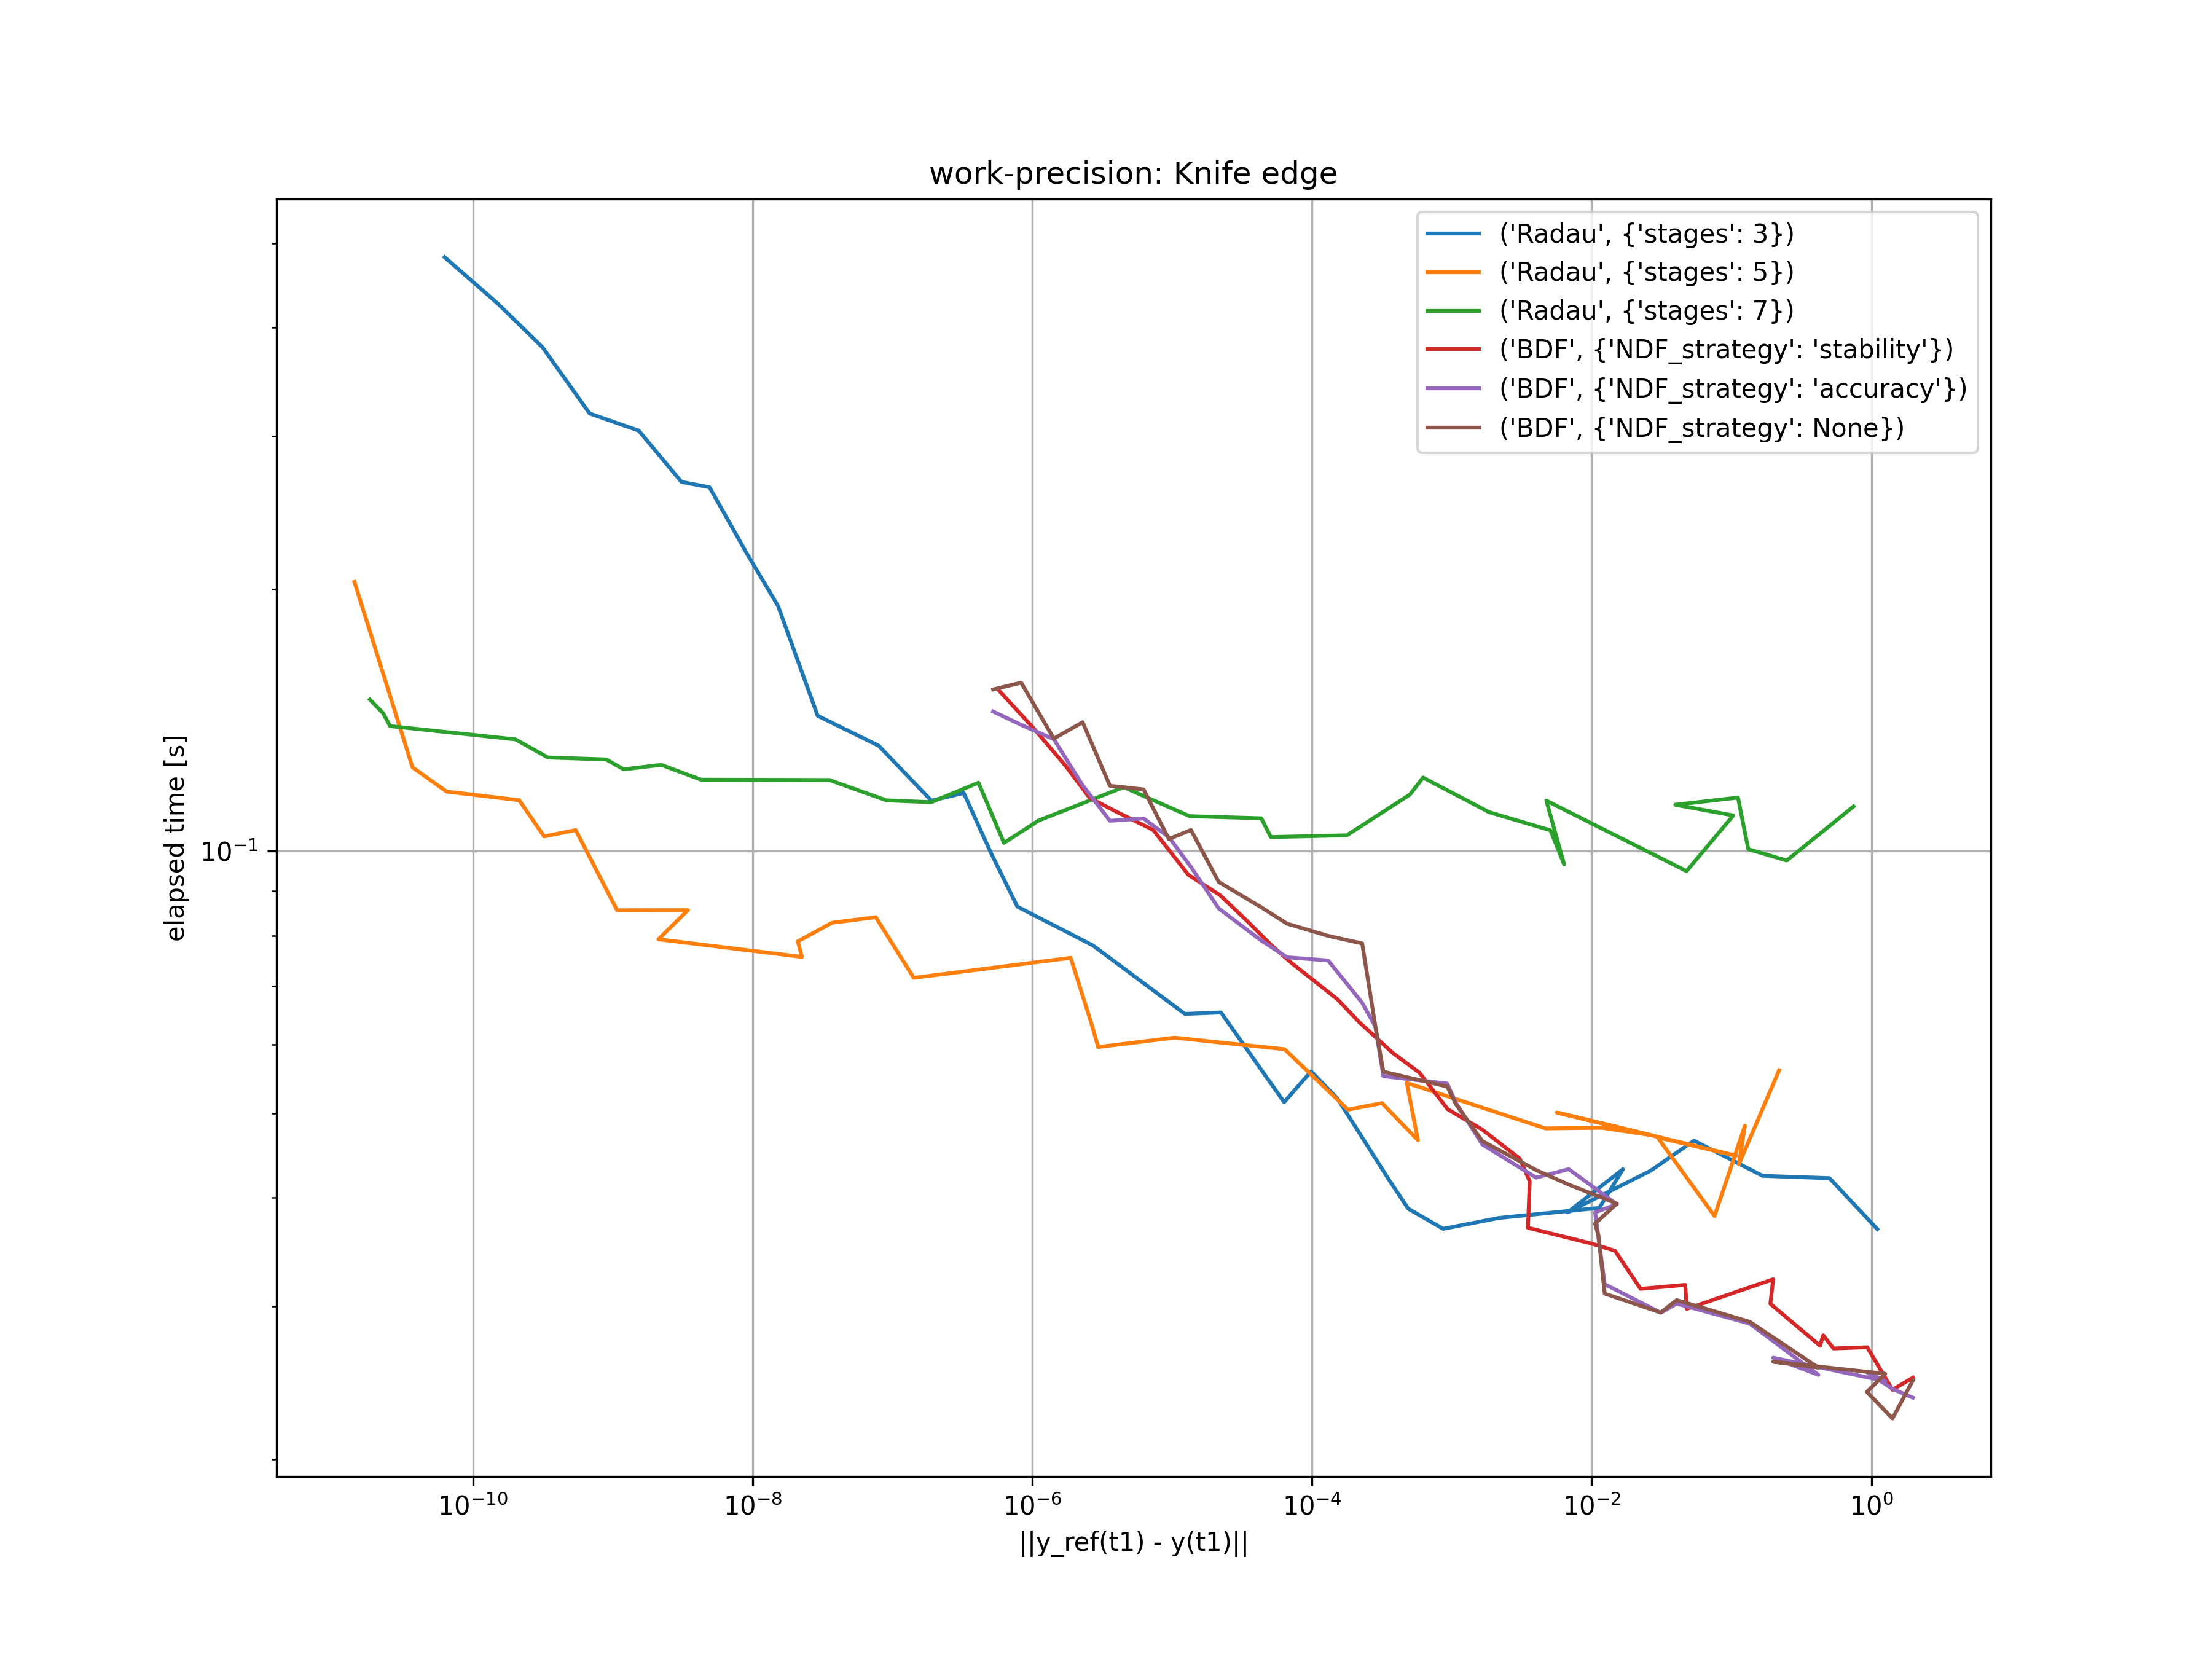 work-precision: Knife edge
('Radau', {'stages': 3})
('Radau', {'stages': 5})
('Radau', {'stages': 7})
('BDF', {'NDF_strategy': 'stability'})
('BDF', {'NDF_strategy': 'accuracy'})
('BDF', {'NDF_strategy': None})
elapsed time [s]
10⁻¹
10⁻¹⁰ 10⁻⁸ 10⁻⁶ 10⁻⁴ 10⁻² 10⁰
||y_ref(t1) - y(t1)||